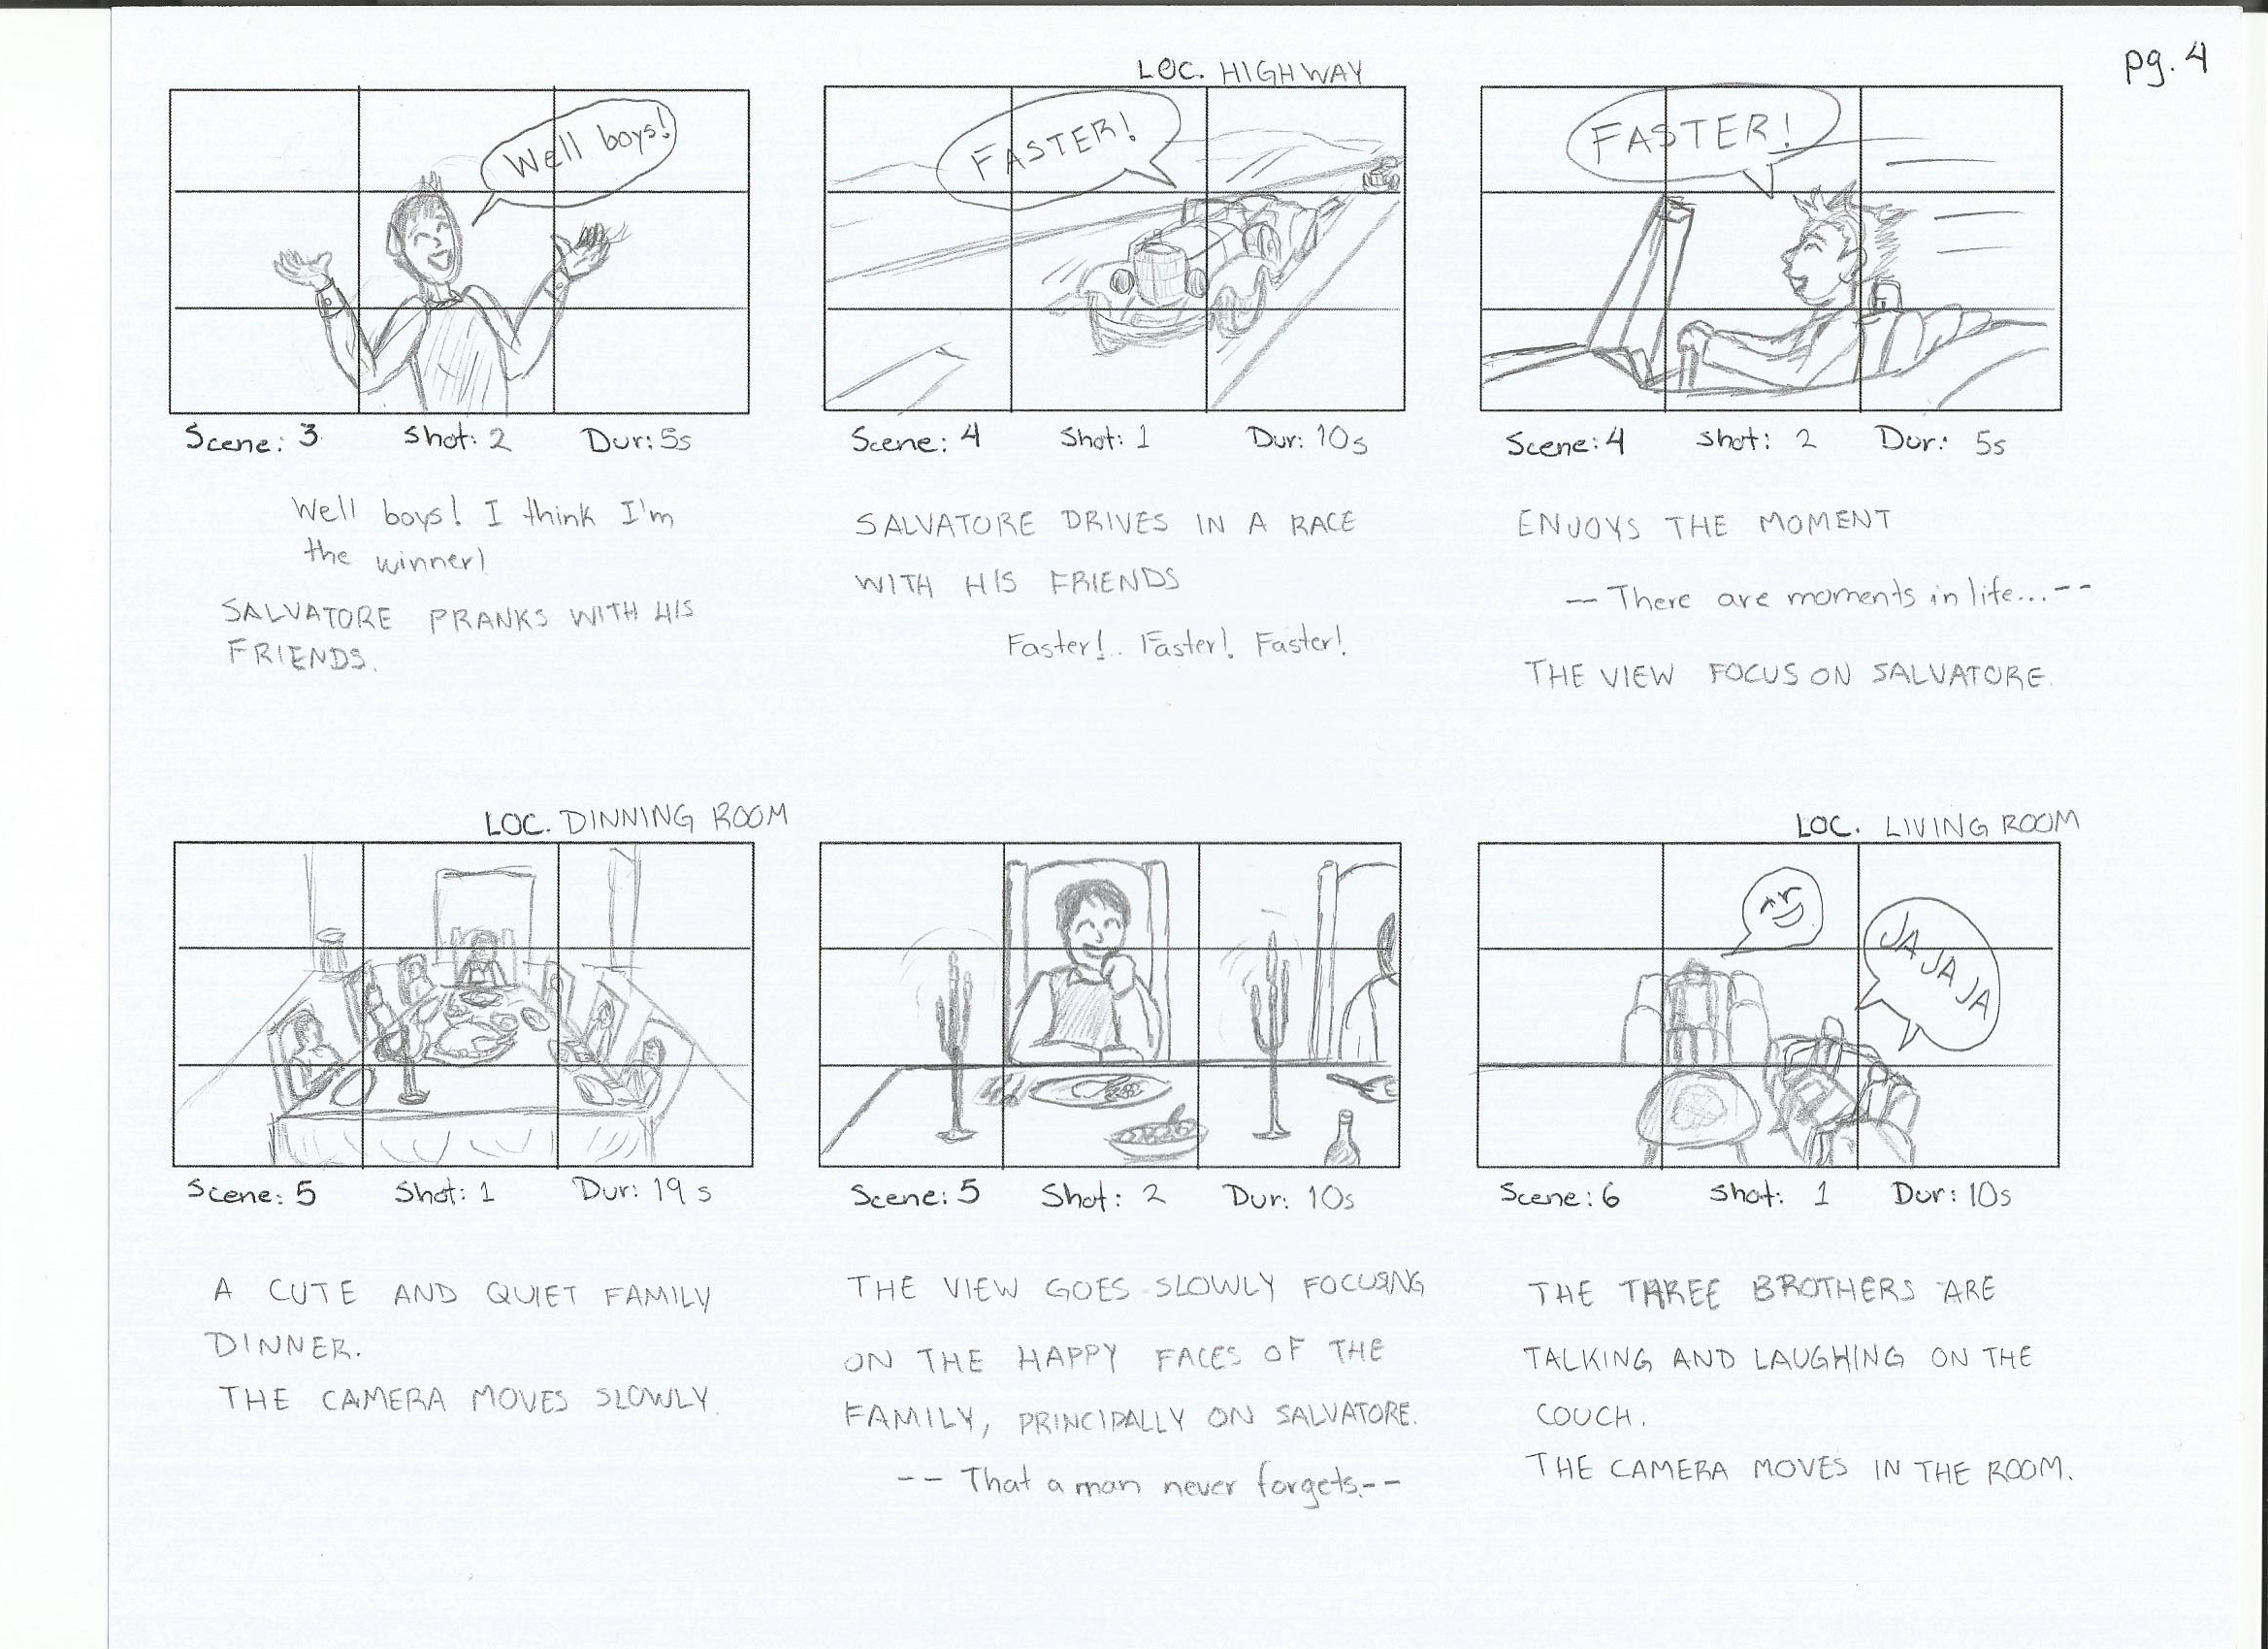 pg. 4
Well boys!
Scene: 3 Shot: 2 Dur: 5s
Well boys! I think I'm
the winner!
SALVATORE PRANKS WITH HIS
FRIENDS.
LOC. HIGHWAY
FASTER!
Scene: 4 Shot: 1 Dur: 10s
SALVATORE DRIVES IN A RACE
WITH HIS FRIENDS
Faster!.. Faster! Faster!
FASTER!
Scene: 4 Shot: 2 Dur: 5s
ENJOYS THE MOMENT
-- There are moments in life...--
THE VIEW FOCUS ON SALVATORE.
LOC. DINNING ROOM
Scene: 5 Shot: 1 Dur: 19s
A CUTE AND QUIET FAMILY
DINNER.
THE CAMERA MOVES SLOWLY.
Scene: 5 Shot: 2 Dur: 10s
THE VIEW GOES SLOWLY FOCUSING
ON THE HAPPY FACES OF THE
FAMILY, PRINCIPALLY ON SALVATORE.
-- That a man never forgets.--
LOC. LIVING ROOM
JA JA JA
Scene: 6 Shot: 1 Dur: 10s
THE THREE BROTHERS ARE
TALKING AND LAUGHING ON THE
COUCH.
THE CAMERA MOVES IN THE ROOM.